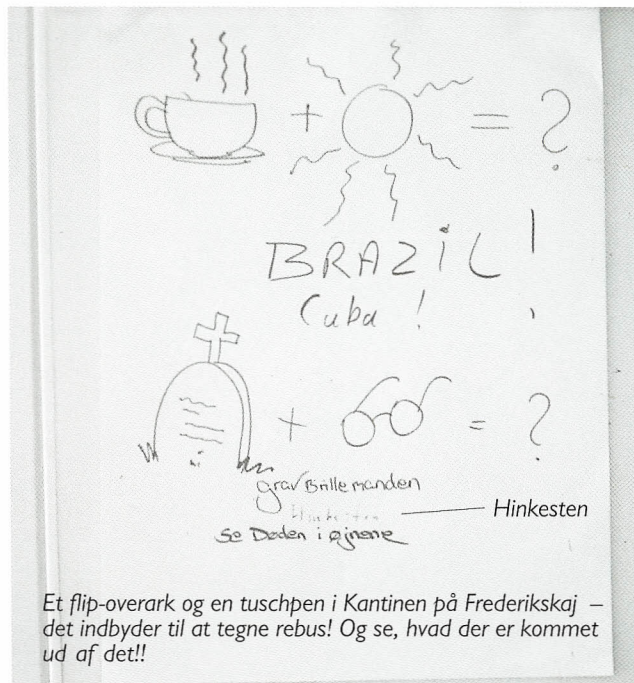 + = ?
BRAZIL !
Cuba !
+ = ?
grav Brillemanden
Hinkesten
Hinkesten
Se Døden i øjnene
Et flip-overark og en tuschpen i Kantinen på Frederikskaj –
det indbyder til at tegne rebus! Og se, hvad der er kommet
ud af det!!